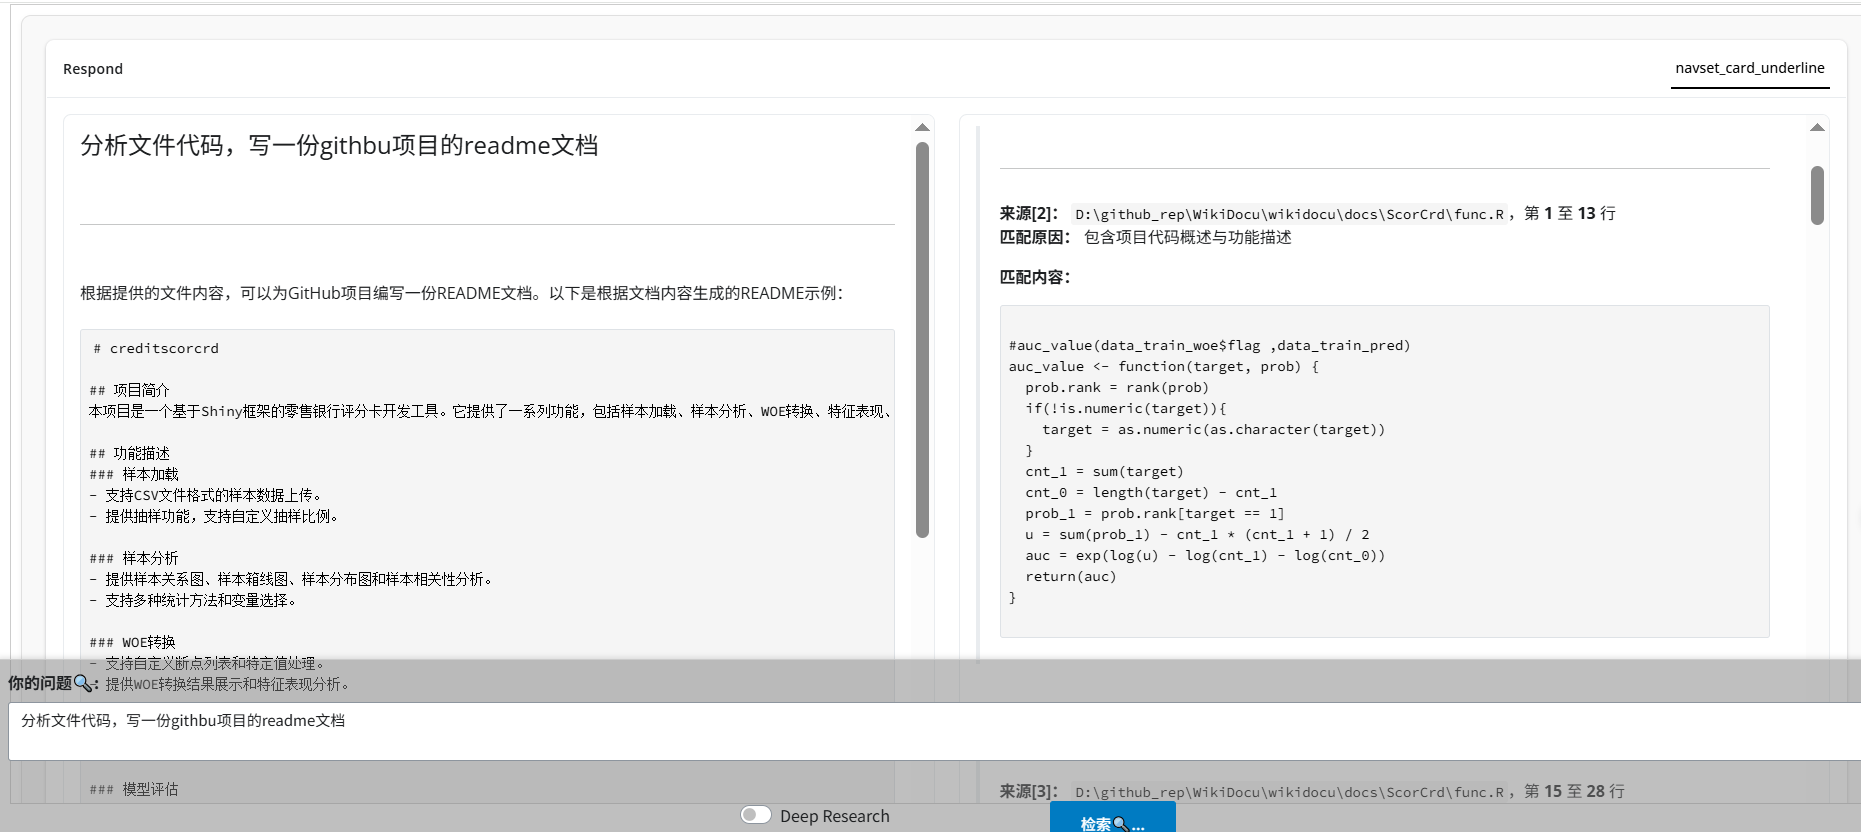 Respond
navset_card_underline
分析文件代码，写一份githbu项目的readme文档
根据提供的文件内容，可以为GitHub项目编写一份README文档。以下是根据文档内容生成的README示例：
# creditscorcrd
## 项目简介
本项目是一个基于Shiny框架的零售银行评分卡开发工具。它提供了一系列功能，包括样本加载、样本分析、WOE转换、特征表现、
## 功能描述
### 样本加载
- 支持CSV文件格式的样本数据上传。
- 提供抽样功能，支持自定义抽样比例。
### 样本分析
- 提供样本关系图、样本箱线图、样本分布图和样本相关性分析。
- 支持多种统计方法和变量选择。
### WOE转换
- 支持自定义断点列表和特定值处理。
- 提供WOE转换结果展示和特征表现分析。
### 模型评估
来源[2]： D:\github_rep\WikiDocu\wikidocu\docs\ScorCrd\func.R，第 1 至 13 行
匹配原因： 包含项目代码概述与功能描述
匹配内容：
#auc_value(data_train_woe$flag ,data_train_pred)
auc_value <- function(target, prob) {
  prob.rank = rank(prob)
  if(!is.numeric(target)){
    target = as.numeric(as.character(target))
  }
  cnt_1 = sum(target)
  cnt_0 = length(target) - cnt_1
  prob_1 = prob.rank[target == 1]
  u = sum(prob_1) - cnt_1 * (cnt_1 + 1) / 2
  auc = exp(log(u) - log(cnt_1) - log(cnt_0))
  return(auc)
}
来源[3]： D:\github_rep\WikiDocu\wikidocu\docs\ScorCrd\func.R，第 15 至 28 行
你的问题🔍：
分析文件代码，写一份githbu项目的readme文档
Deep Research
检索🔍...